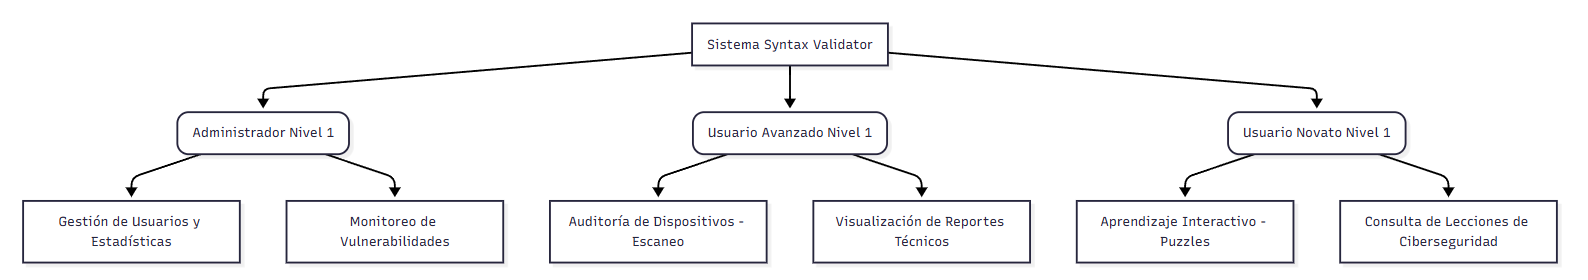 Sistema Syntax Validator
Administrador Nivel 1
Usuario Avanzado Nivel 1
Usuario Novato Nivel 1
Gestión de Usuarios y
Estadísticas
Monitoreo de
Vulnerabilidades
Auditoría de Dispositivos -
Escaneo
Visualización de Reportes
Técnicos
Aprendizaje Interactivo -
Puzzles
Consulta de Lecciones de
Ciberseguridad